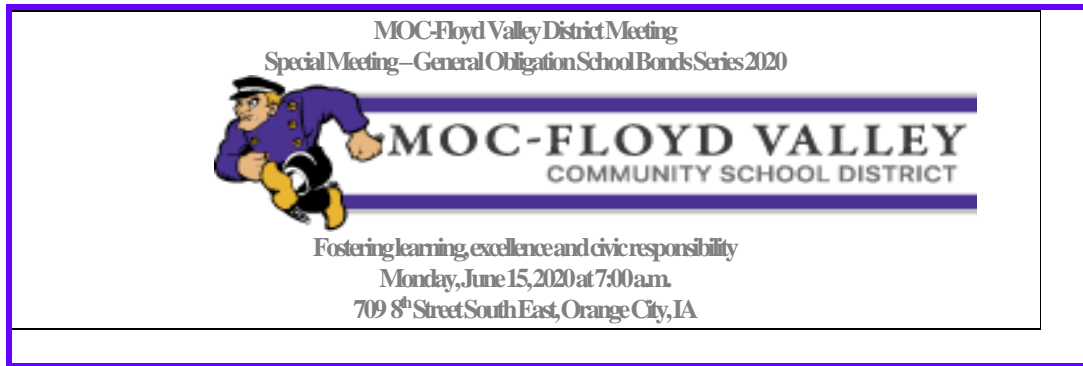 MOC-Floyd Valley District Meeting
Special Meeting – General Obligation School Bonds Series 2020
MOC-FLOYD VALLEY
COMMUNITY SCHOOL DISTRICT
Fostering learning, excellence and civic responsibility
Monday, June 15, 2020 at 7:00 a.m.
709 8th Street South East, Orange City, IA